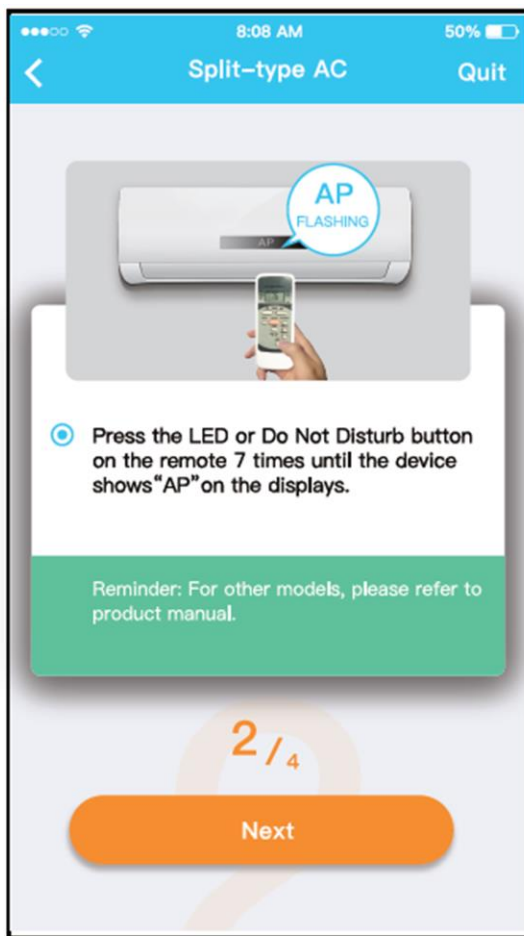 8:08 AM
50%
Split-type AC
Quit
AP
FLASHING
AP
Press the LED or Do Not Disturb button
on the remote 7 times until the device
shows“AP”on the displays.
Reminder: For other models, please refer to
product manual.
2/4
Next